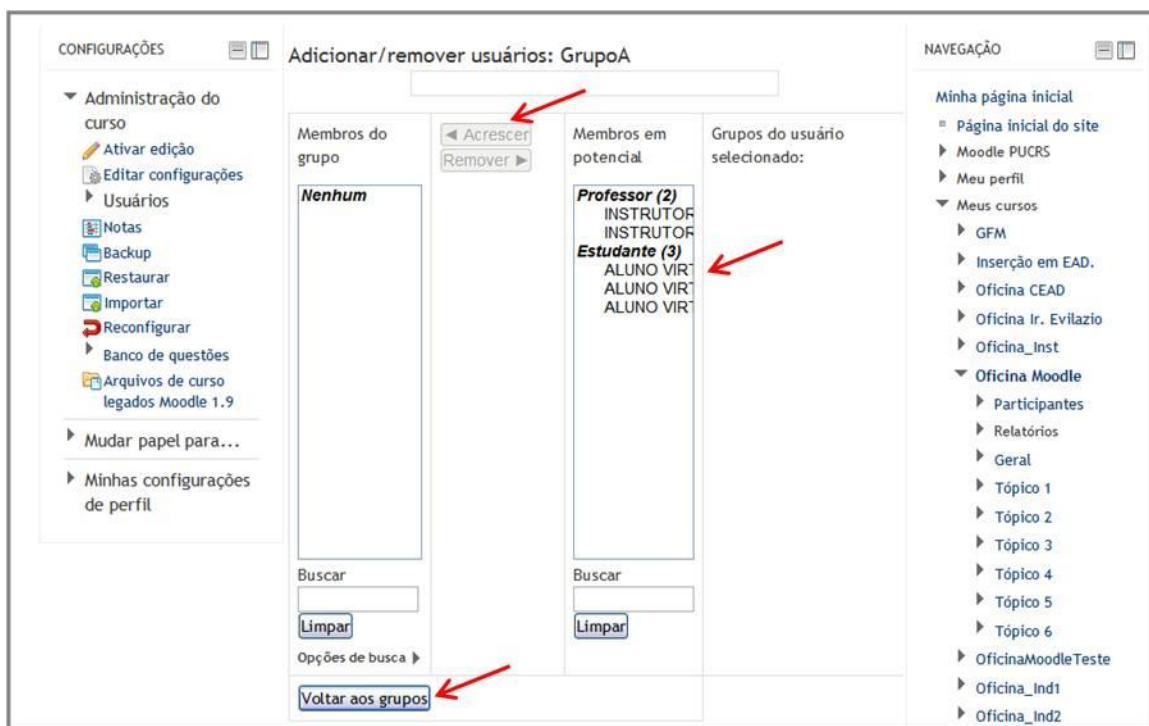 CONFIGURAÇÕES
Administração do
curso
Ativar edição
Editar configurações
Usuários
Notas
Backup
Restaurar
Importar
Reconfigurar
Banco de questões
Arquivos de curso
legados Moodle 1.9
Mudar papel para...
Minhas configurações
de perfil
Adicionar/remover usuários: GrupoA
Membros do
grupo
Nenhum
Buscar
Limpar
Opções de busca
Voltar aos grupos
◄ Acrescer
Remover ►
Membros em
potencial
Professor (2)
INSTRUTOR
INSTRUTOR
Estudante (3)
ALUNO VIRT
ALUNO VIRT
ALUNO VIRT
Buscar
Limpar
Grupos do usuário
selecionado:
NAVEGAÇÃO
Minha página inicial
Página inicial do site
Moodle PUCRS
Meu perfil
Meus cursos
GFM
Inserção em EAD.
Oficina CEAD
Oficina Ir. Evilazio
Oficina_Inst
Oficina Moodle
Participantes
Relatórios
Geral
Tópico 1
Tópico 2
Tópico 3
Tópico 4
Tópico 5
Tópico 6
OficinaMoodleTeste
Oficina_Ind1
Oficina_Ind2